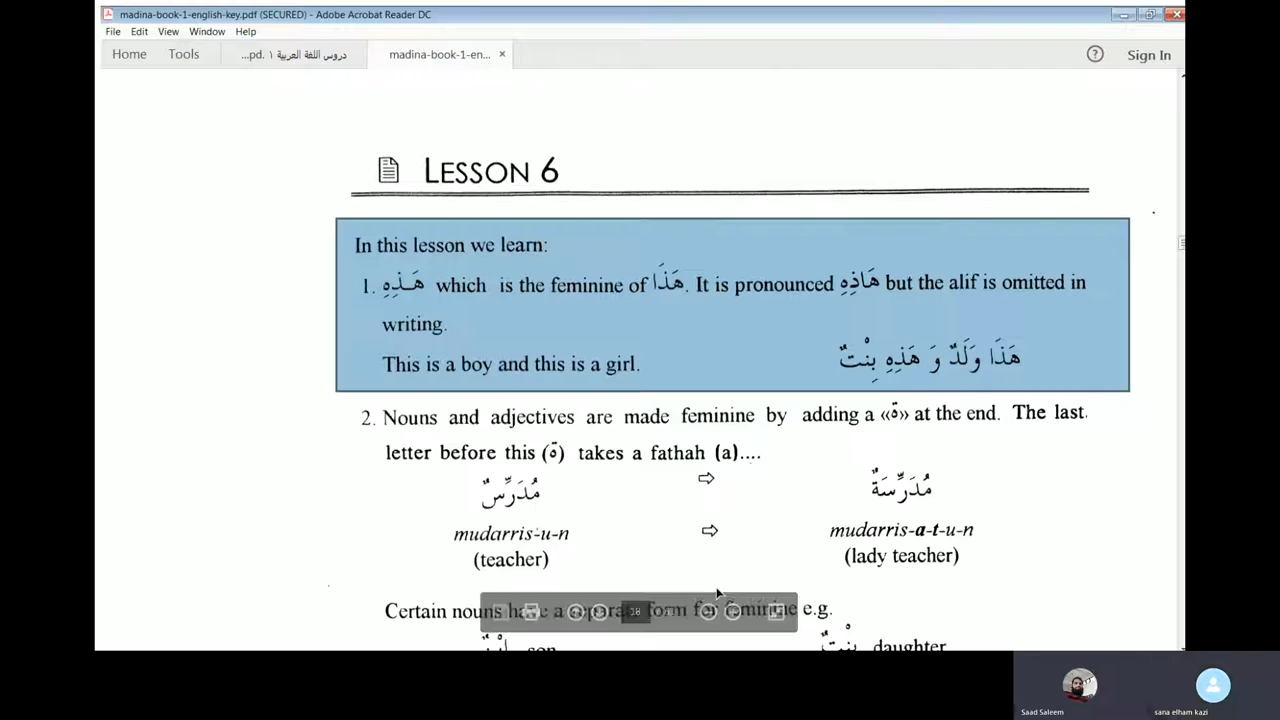 madina-book-1-english-key.pdf (SECURED) - Adobe Acrobat Reader DC
File Edit View Window Help
Home Tools دروس اللغة العربية ١ .pd... madina-book-1-en... × Sign In
LESSON 6
In this lesson we learn:
1. هَـذِهِ which is the feminine of هَذَا. It is pronounced هَاذِهِ but the alif is omitted in
writing.
This is a boy and this is a girl. هَذَا وَلَدٌ وَ هَذِهِ بِنْتٌ
2. Nouns and adjectives are made feminine by adding a «ة» at the end. The last
letter before this (ة) takes a fathah (a)....
مُدَرِّسٌ ⇨ مُدَرِّسَةٌ
mudarris-u-n ⇨ mudarris-a-t-u-n
(teacher) (lady teacher)
Certain nouns have a separate form for feminine e.g.
18
son بِنْتٌ daughter
Saad Saleem sana elham kazi